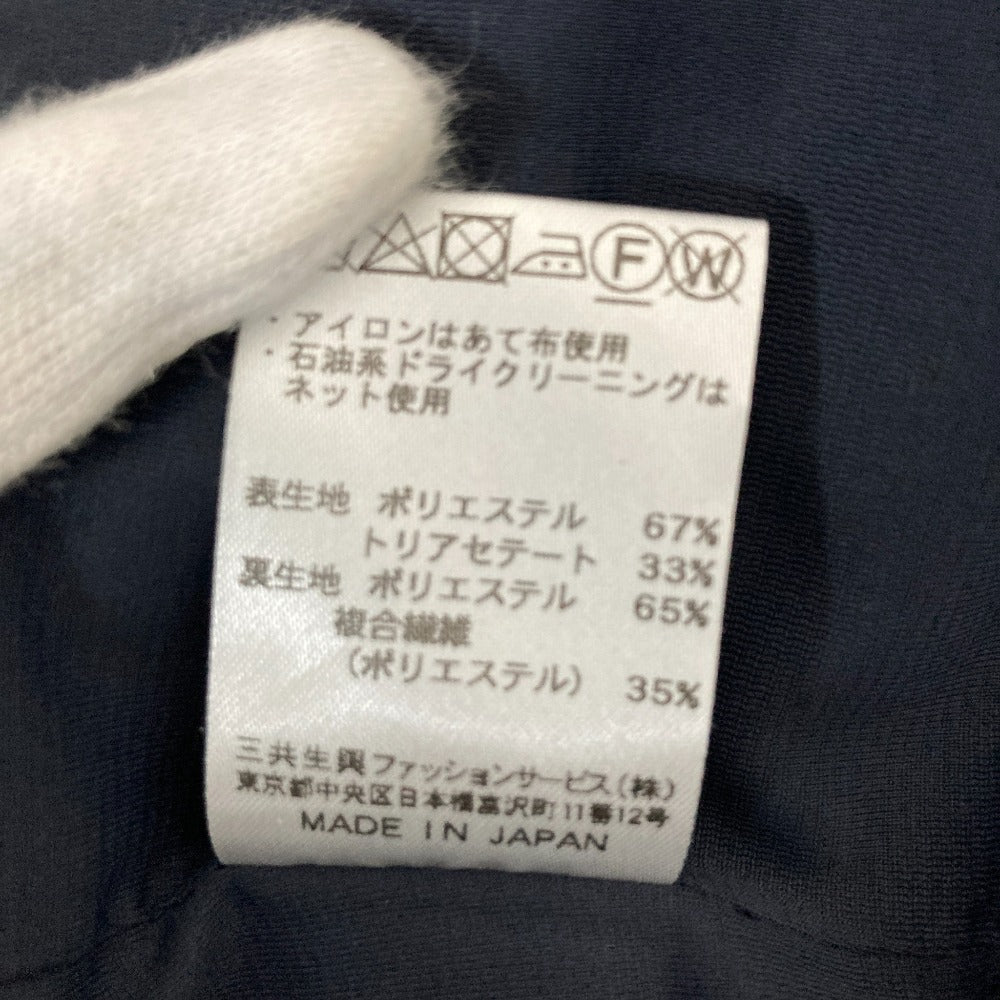 F W
・アイロンはあて布使用
・石油系ドライクリーニングは
ネット使用
表生地 ポリエステル 67%
トリアセテート 33%
裏生地 ポリエステル 65%
複合繊維
(ポリエステル) 35%
三共生興ファッションサービス(株)
東京都中央区日本橋富沢町11番12号
MADE IN JAPAN